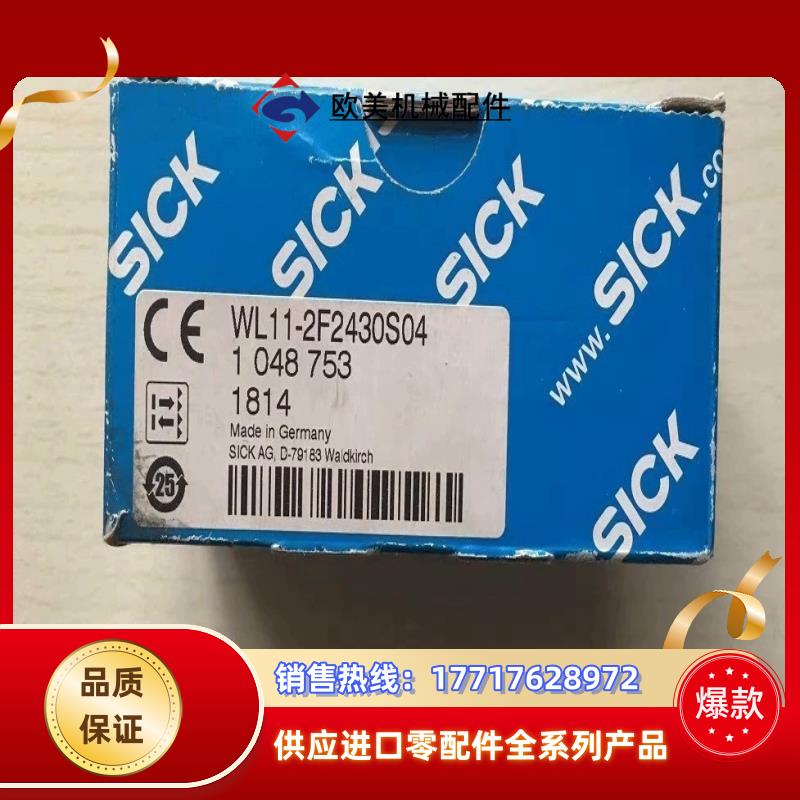 欧美机械配件
SICK
SICK
SICK
SICK
www.
SICK.co
SICK
CE
WL11-2F2430S04
1 048 753
1814
Made in Germany
SICK AG, D-79183 Waldkirch
25
品质
保证
销售热线：17717628972
供应进口零配件全系列产品
爆款